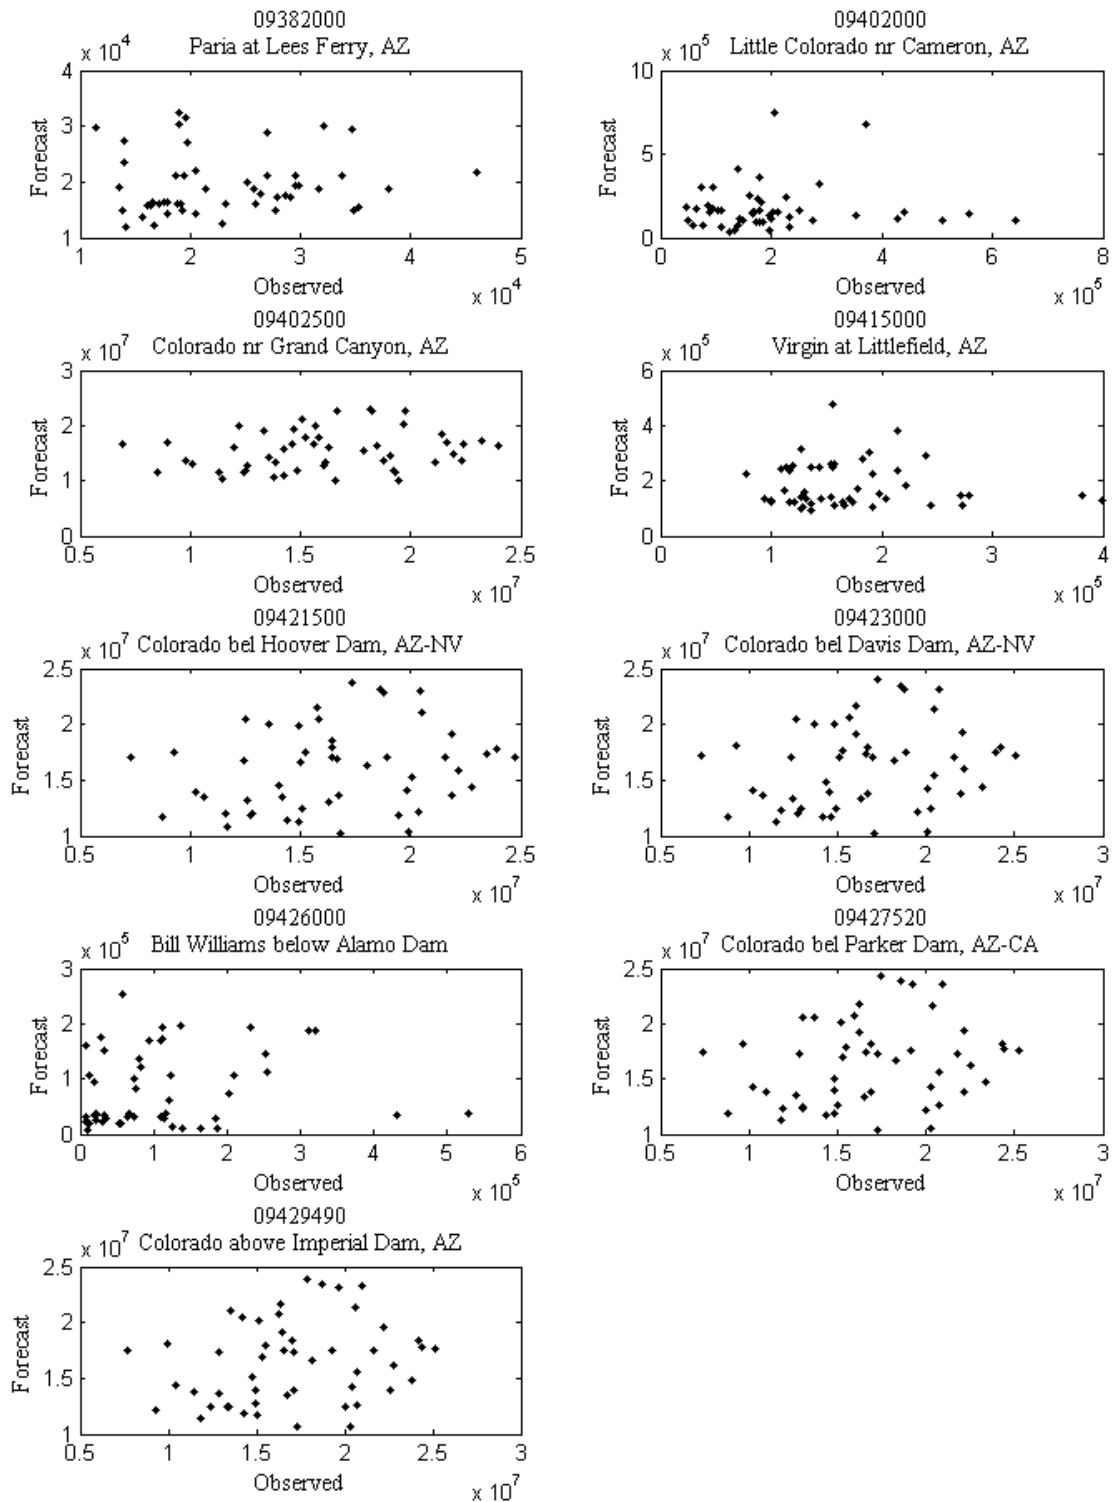 09382000
Paria at Lees Ferry, AZ
x 10^4
4
3
2
1
Forecast
1 2 3 4 5
Observed
x 10^4
09402000
Little Colorado nr Cameron, AZ
x 10^5
10
5
0
Forecast
0 2 4 6 8
Observed
x 10^5
09402500
Colorado nr Grand Canyon, AZ
x 10^7
3
2
1
0
Forecast
0.5 1 1.5 2 2.5
Observed
x 10^7
09415000
Virgin at Littlefield, AZ
x 10^5
6
4
2
0
Forecast
0 1 2 3 4
Observed
x 10^5
09421500
Colorado bel Hoover Dam, AZ-NV
x 10^7
2.5
2
1.5
1
Forecast
0.5 1 1.5 2 2.5
Observed
x 10^7
09423000
Colorado bel Davis Dam, AZ-NV
x 10^7
2.5
2
1.5
1
Forecast
0.5 1 1.5 2 2.5 3
Observed
x 10^7
09426000
Bill Williams below Alamo Dam
x 10^5
3
2
1
0
Forecast
0 1 2 3 4 5 6
Observed
x 10^5
09427520
Colorado bel Parker Dam, AZ-CA
x 10^7
2.5
2
1.5
1
Forecast
0.5 1 1.5 2 2.5 3
Observed
x 10^7
09429490
Colorado above Imperial Dam, AZ
x 10^7
2.5
2
1.5
1
Forecast
0.5 1 1.5 2 2.5 3
Observed
x 10^7